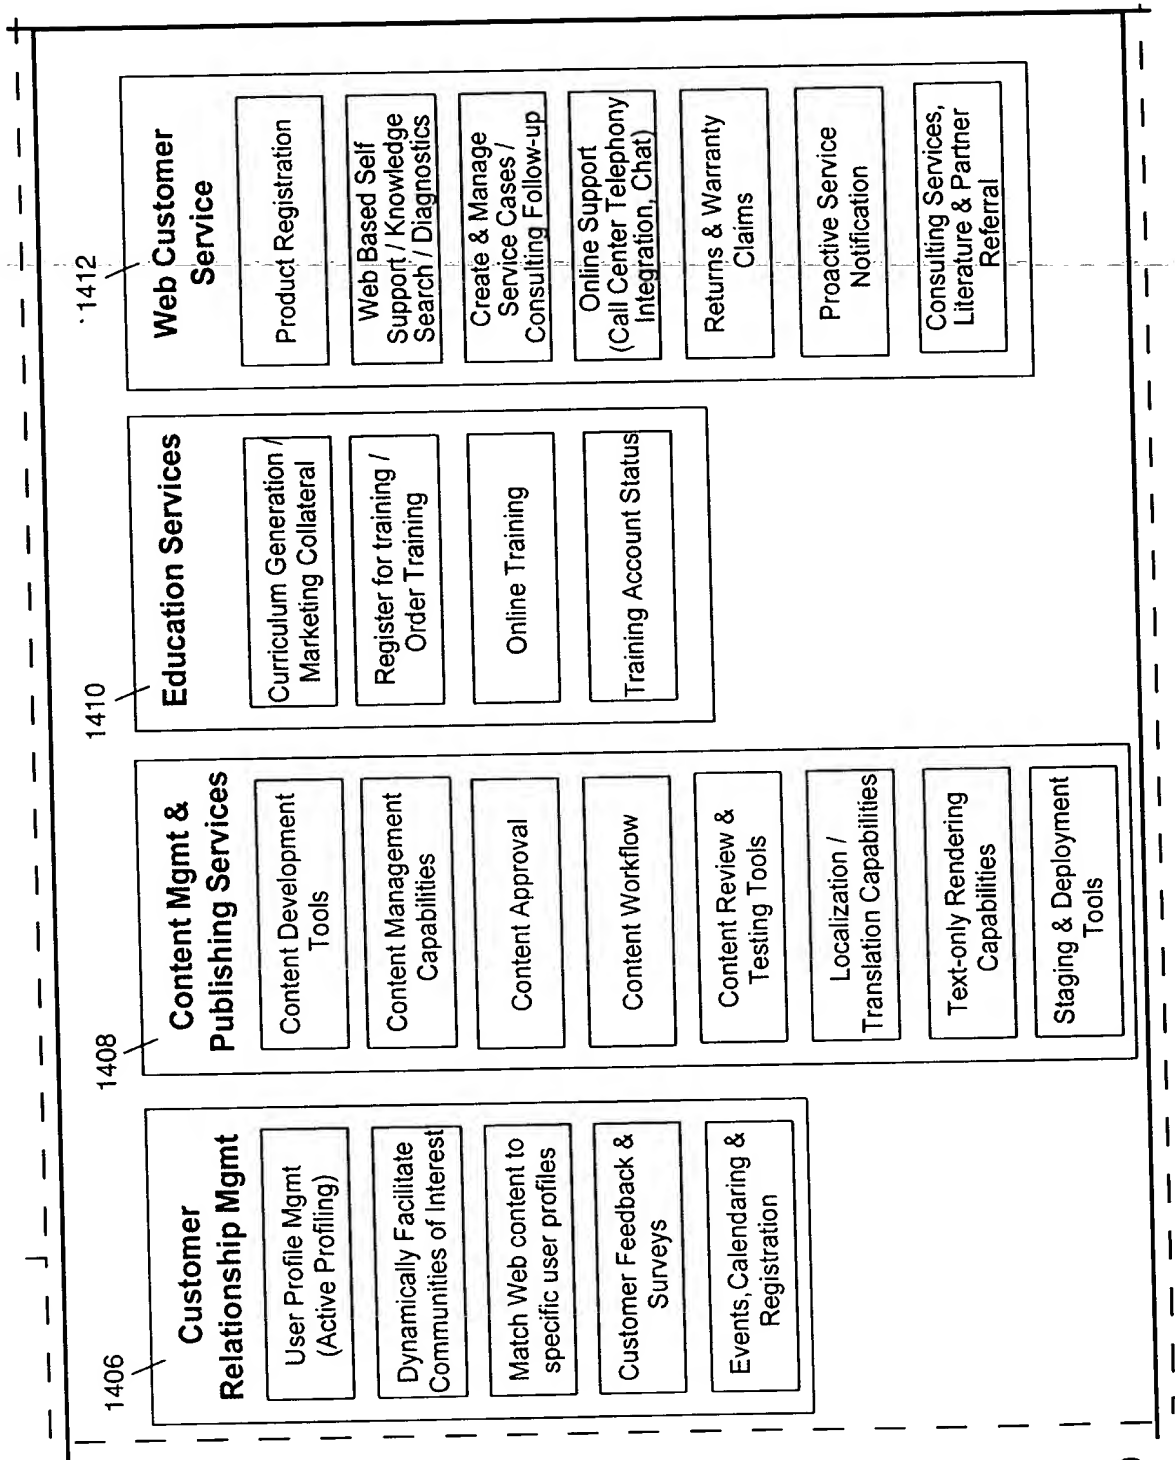 1406
Customer
Relationship Mgmt
User Profile Mgmt
(Active Profiling)
Dynamically Facilitate
Communities of Interest
Match Web content to
specific user profiles
Customer Feedback &
Surveys
Events, Calendaring &
Registration
1408
Content Mgmt &
Publishing Services
Content Development
Tools
Content Management
Capabilities
Content Approval
Content Workflow
Content Review &
Testing Tools
Localization /
Translation Capabilities
Text-only Rendering
Capabilities
Staging & Deployment
Tools
1410
Education Services
Curriculum Generation /
Marketing Collateral
Register for training /
Order Training
Online Training
Training Account Status
1412
Web Customer
Service
Product Registration
Web Based Self
Support / Knowledge
Search / Diagnostics
Create & Manage
Service Cases /
Consulting Follow-up
Online Support
(Call Center Telephony
Integration, Chat)
Returns & Warranty
Claims
Proactive Service
Notification
Consulting Services,
Literature & Partner
Referral